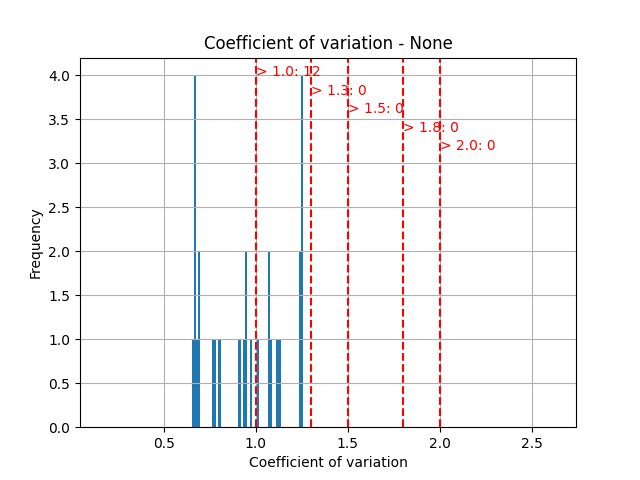 Coefficient of variation - None
> 1.0: 12
> 1.3: 0
> 1.5: 0
> 1.8: 0
> 2.0: 0
Frequency
4.0
3.5
3.0
2.5
2.0
1.5
1.0
0.5
0.0
0.5 1.0 1.5 2.0 2.5
Coefficient of variation